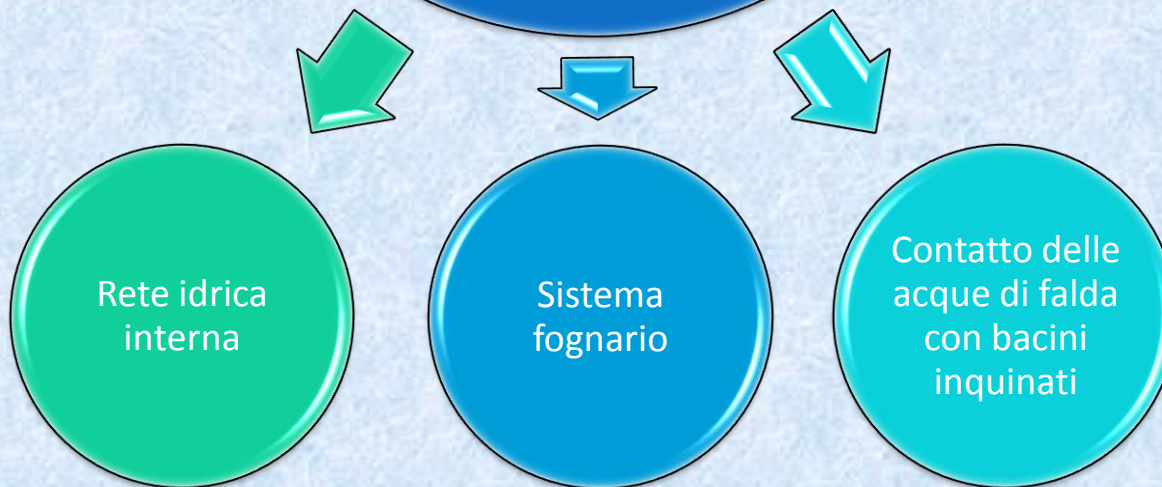 Rete idrica
interna
Sistema
fognario
Contatto delle
acque di falda
con bacini
inquinati